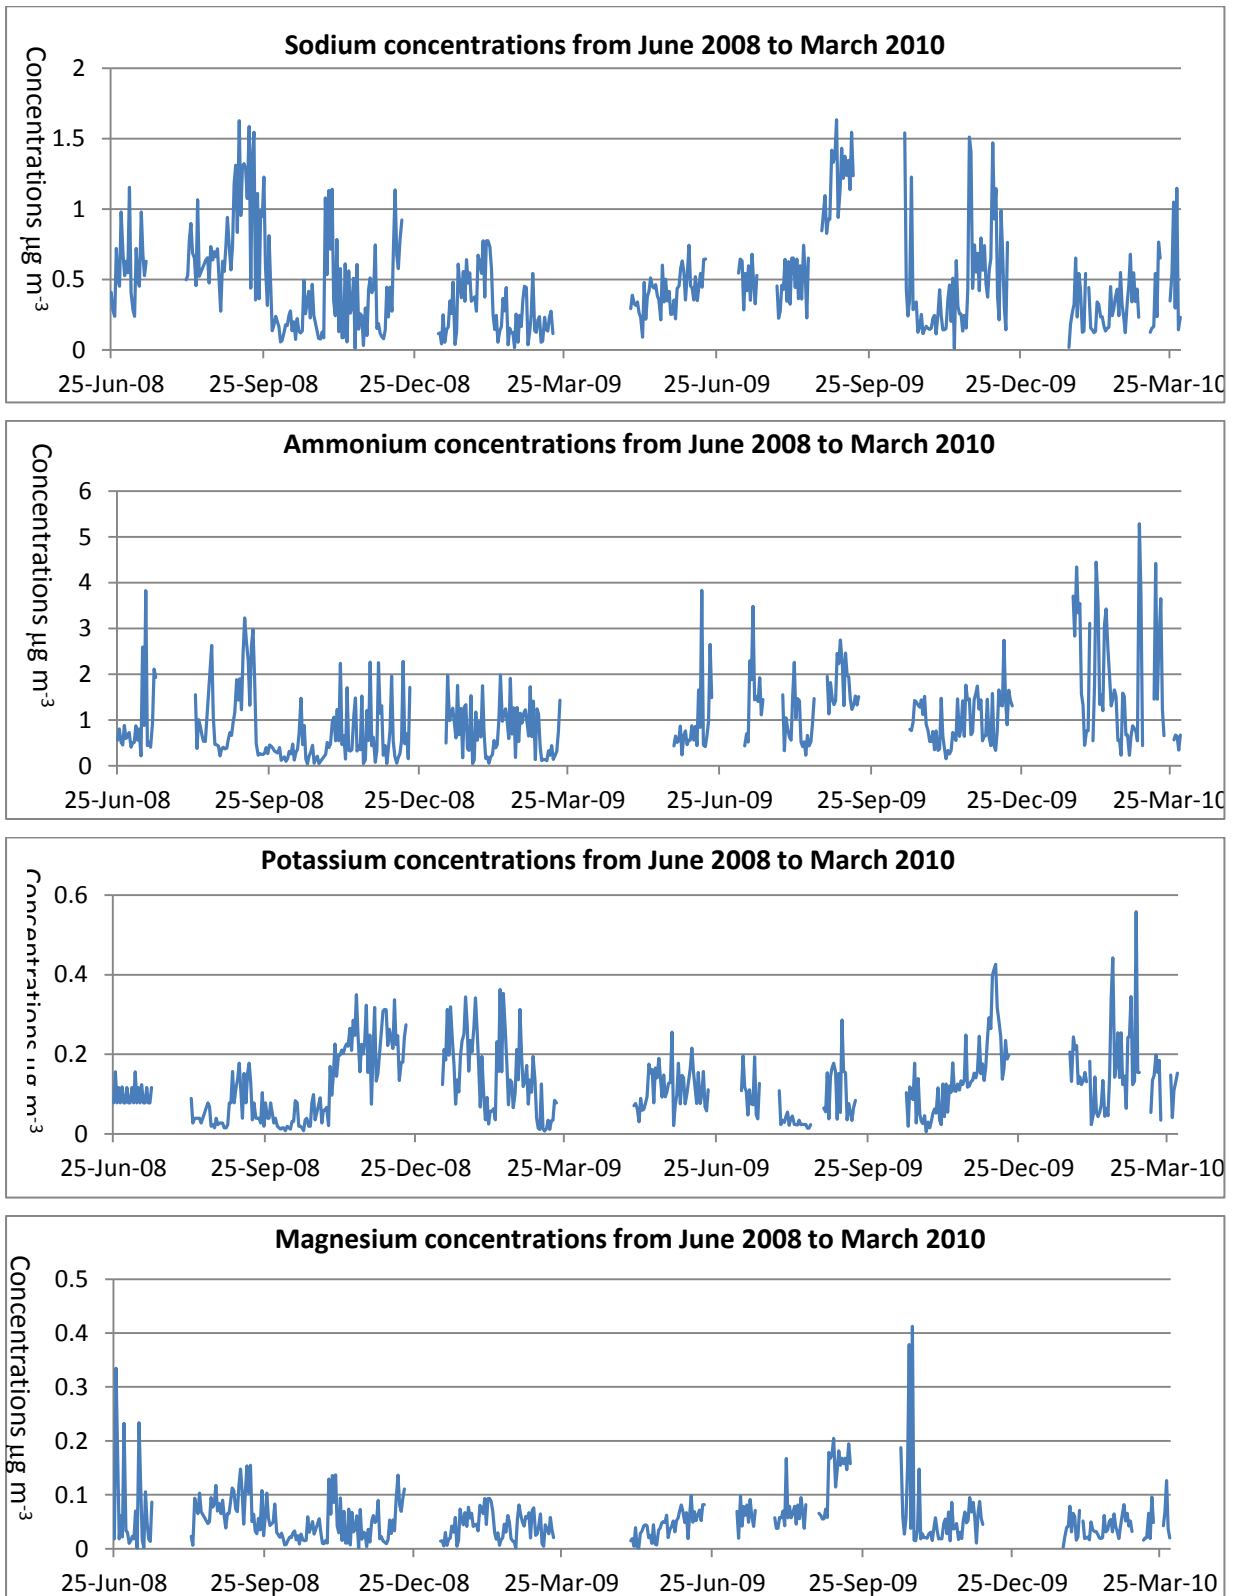 Sodium concentrations from June 2008 to March 2010
Concentrations µg m-3
2
1.5
1
0.5
0
25-Jun-08 25-Sep-08 25-Dec-08 25-Mar-09 25-Jun-09 25-Sep-09 25-Dec-09 25-Mar-10
Ammonium concentrations from June 2008 to March 2010
Concentrations µg m-3
6
5
4
3
2
1
0
25-Jun-08 25-Sep-08 25-Dec-08 25-Mar-09 25-Jun-09 25-Sep-09 25-Dec-09 25-Mar-10
Potassium concentrations from June 2008 to March 2010
Concentrations µg m-3
0.6
0.4
0.2
0
25-Jun-08 25-Sep-08 25-Dec-08 25-Mar-09 25-Jun-09 25-Sep-09 25-Dec-09 25-Mar-10
Magnesium concentrations from June 2008 to March 2010
Concentrations µg m-3
0.5
0.4
0.3
0.2
0.1
0
25-Jun-08 25-Sep-08 25-Dec-08 25-Mar-09 25-Jun-09 25-Sep-09 25-Dec-09 25-Mar-10